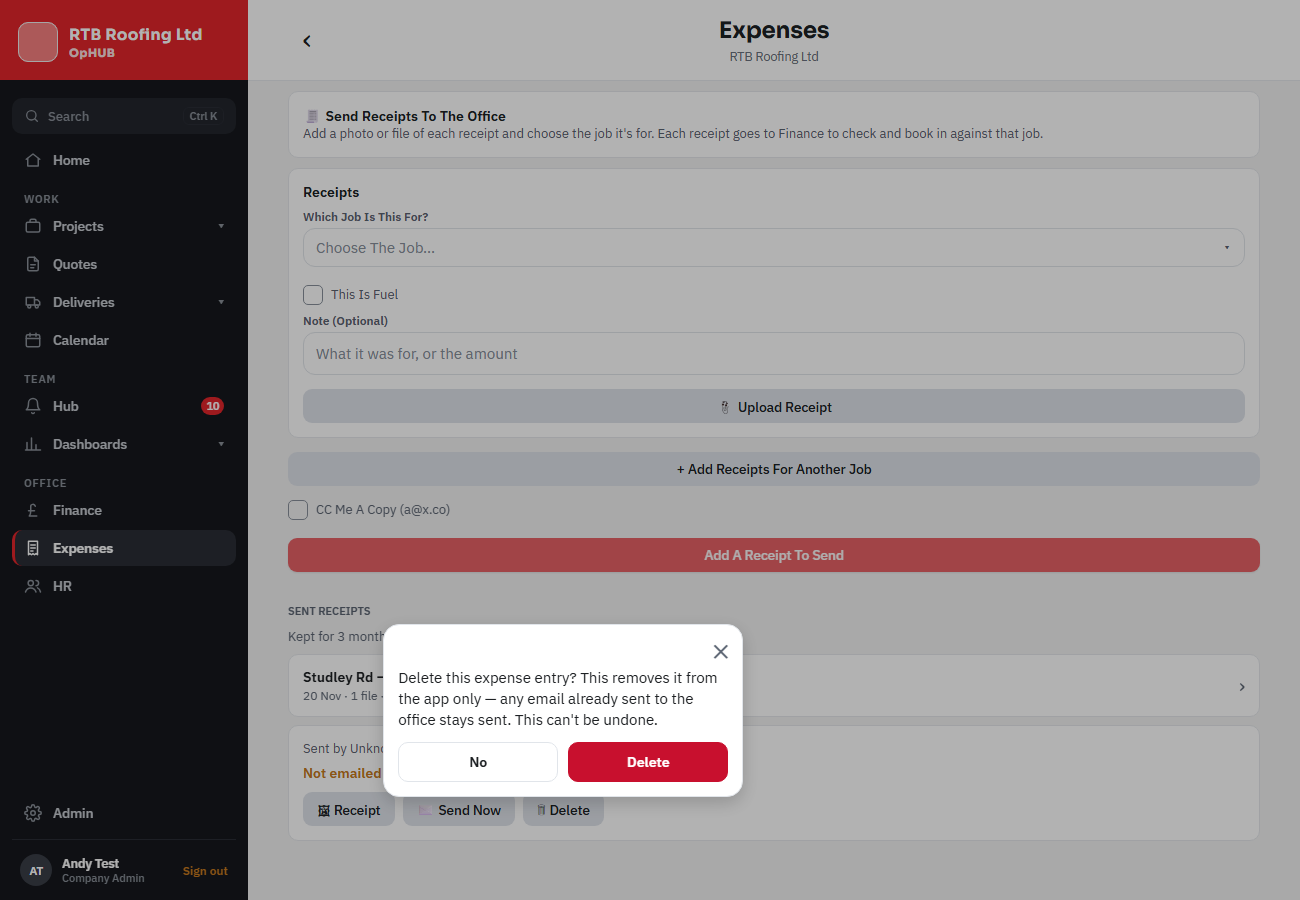 RTB Roofing Ltd
OpHUB
Search
Ctrl K
Home
WORK
Projects
Quotes
Deliveries
Calendar
TEAM
Hub
10
Dashboards
OFFICE
Finance
Expenses
HR
Admin
AT
Andy Test
Company Admin
Sign out
Expenses
RTB Roofing Ltd
Send Receipts To The Office
Add a photo or file of each receipt and choose the job it's for. Each receipt goes to Finance to check and book in against that job.
Receipts
Which Job Is This For?
Choose The Job...
This Is Fuel
Note (Optional)
What it was for, or the amount
Upload Receipt
+ Add Receipts For Another Job
CC Me A Copy (a@x.co)
Add A Receipt To Send
SENT RECEIPTS
Kept for 3 month
Studley Rd –
20 Nov · 1 file ·
Delete this expense entry? This removes it from
the app only — any email already sent to the
office stays sent. This can't be undone.
No
Delete
Sent by Unkno
Not emailed
Receipt
Send Now
Delete